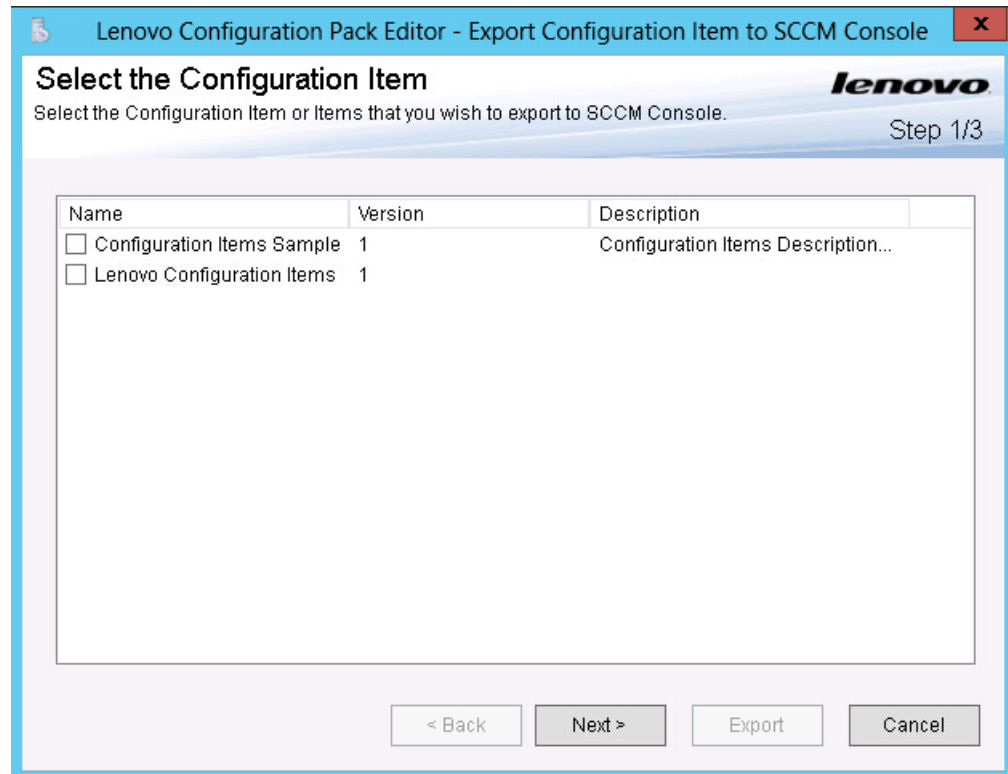 Lenovo Configuration Pack Editor - Export Configuration Item to SCCM Console
x
Select the Configuration Item
lenovo
Select the Configuration Item or Items that you wish to export to SCCM Console.
Step 1/3
Name Version Description
Configuration Items Sample 1 Configuration Items Description...
Lenovo Configuration Items 1
< Back Next > Export Cancel